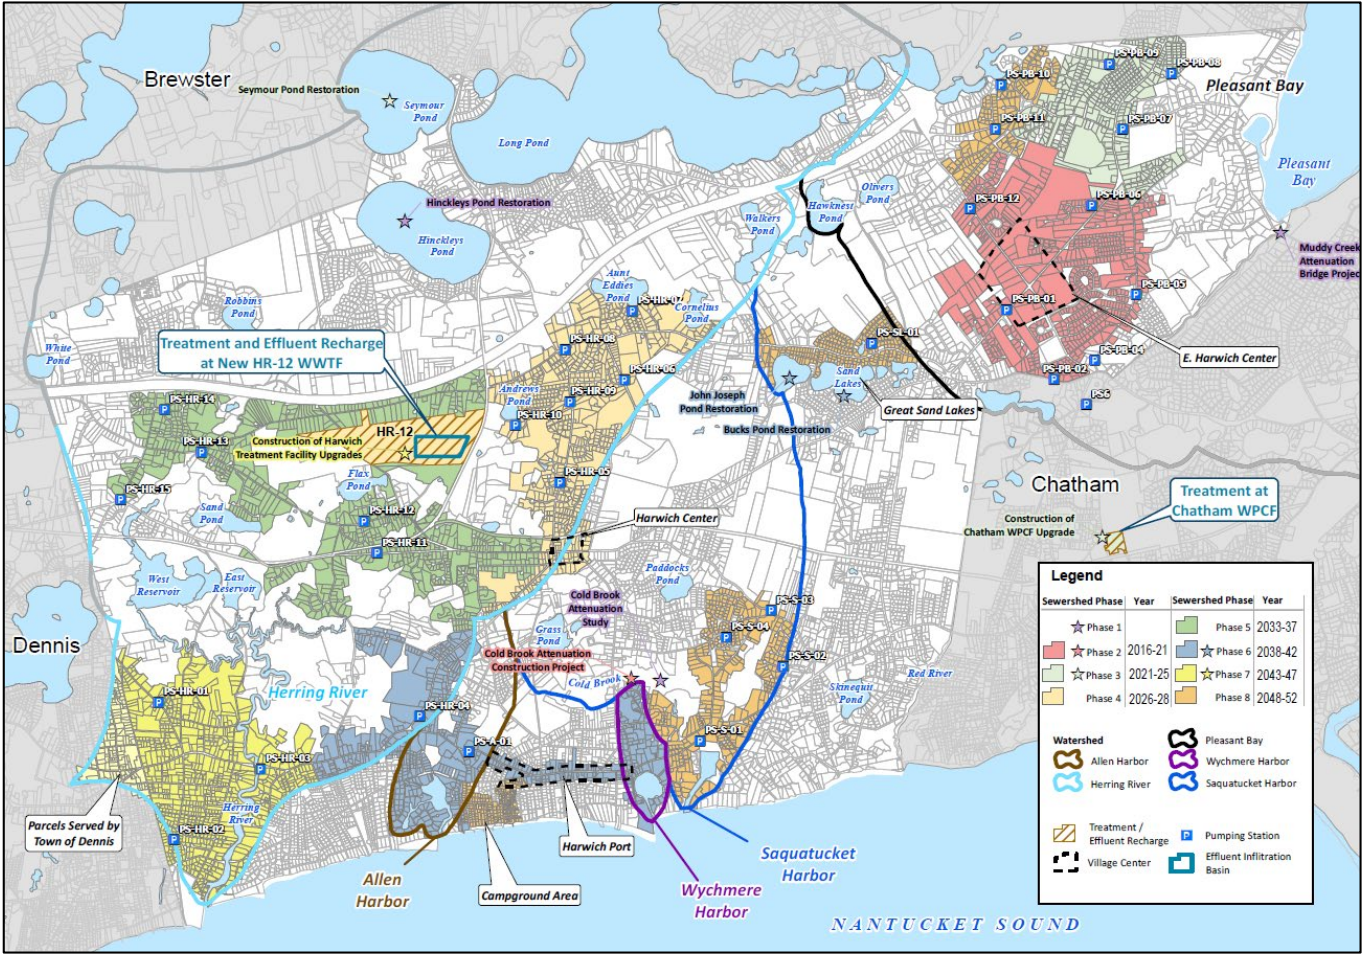 Brewster
Seymour Pond Restoration
Seymour
Pond
Long Pond
PS-PB-09
PS-PB-08
PS-PB-10
Pleasant Bay
PS-PB-11
PS-PB-07
Pleasant
Bay
Hinckleys Pond Restoration
Hinckleys
Pond
Olivers
Pond
Hawknest
Pond
Walkers
Pond
PS-PB-12
PS-PB-06
Muddy Creek
Attenuation
Bridge Project
Aunt
Eddies
Pond
PS-HR-07
Cornelius
Pond
PS-PB-05
PS-PB-01
Robbins
Pond
White
Pond
Treatment and Effluent Recharge
at New HR-12 WWTF
PS-HR-08
PS-SL-01
PS-PB-04
E. Harwich Center
PS-PB-02
PS-HR-06
Sand
Lakes
PS6
Andrews
Pond
PS-HR-09
John Joseph
Pond Restoration
Great Sand Lakes
PS-HR-14
PS-HR-10
Bucks Pond Restoration
HR-12
PS-HR-13
Construction of Harwich
Treatment Facility Upgrades
PS-HR-05
Flax
Pond
PS-HR-15
Chatham
Treatment at
Chatham WPCF
Sand
Pond
PS-HR-12
Harwich Center
Construction of
Chatham WPCF Upgrade
PS-HR-11
West
Reservoir
East
Reservoir
Paddocks
Pond
Cold Brook
Attenuation
Study
PS-S-03
Dennis
Grass
Pond
PS-S-04
Cold Brook Attenuation
Construction Project
PS-S-02
Cold Brook
Red River
Skinequit
Pond
PS-HR-01
Herring River
PS-HR-04
PS-A-01
PS-S-01
PS-HR-03
Herring
River
PS-HR-02
Parcels Served by
Town of Dennis
Harwich Port
Allen
Harbor
Campground Area
Wychmere
Harbor
Saquatucket
Harbor
NANTUCKET SOUND
Legend
Sewershed Phase Year Sewershed Phase Year
Phase 1 Phase 5 2033-37
Phase 2 2016-21 Phase 6 2038-42
Phase 3 2021-25 Phase 7 2043-47
Phase 4 2026-28 Phase 8 2048-52
Watershed
Pleasant Bay
Allen Harbor
Wychmere Harbor
Herring River
Saquatucket Harbor
Treatment /
Effluent Recharge
P Pumping Station
Village Center
Effluent Infiltration
Basin